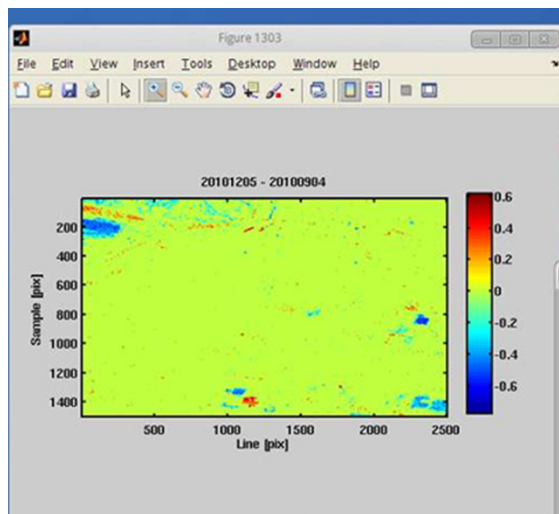 Figure 1303
File Edit View Insert Tools Desktop Window Help
20101205 - 20100904
Sample [pix]
200
400
600
800
1000
1200
1400
500 1000 1500 2000 2500
Line [pix]
0.6
0.4
0.2
0
-0.2
-0.4
-0.6